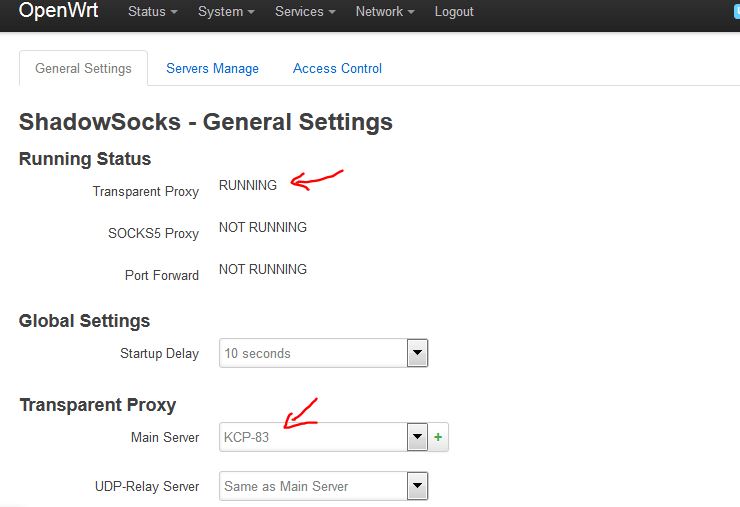 OpenWrt Status System Services Network Logout
General Settings Servers Manage Access Control
ShadowSocks - General Settings
Running Status
Transparent Proxy RUNNING
SOCKS5 Proxy NOT RUNNING
Port Forward NOT RUNNING
Global Settings
Startup Delay 10 seconds
Transparent Proxy
Main Server KCP-83 +
UDP-Relay Server Same as Main Server